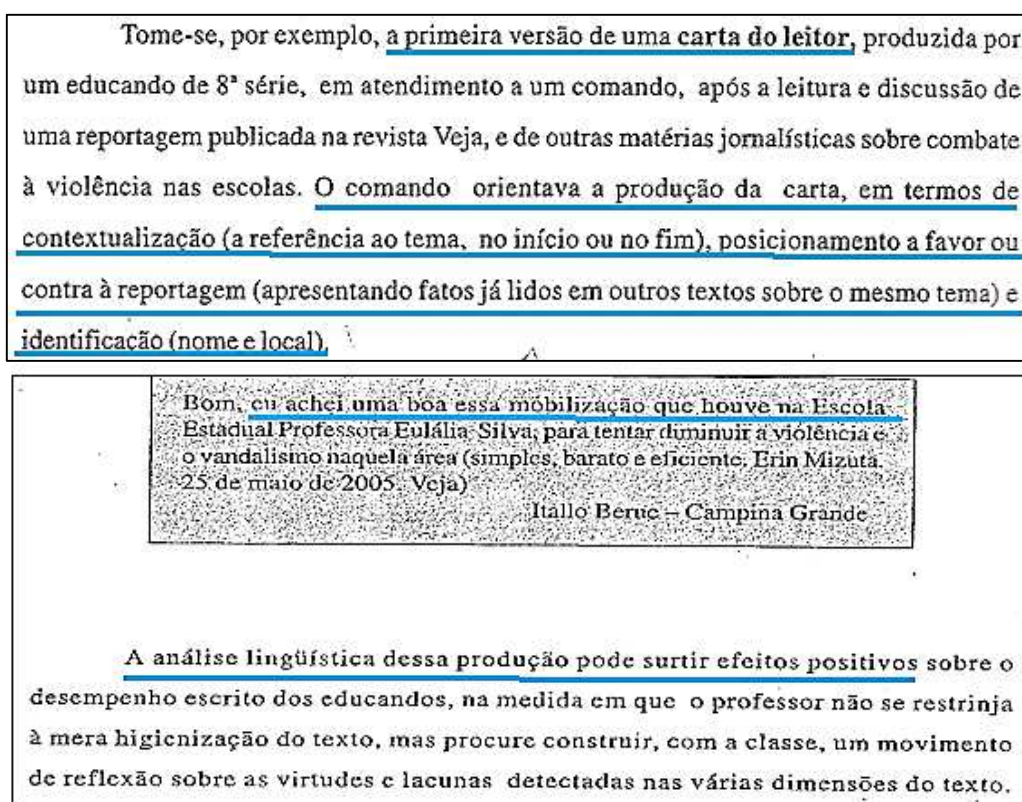 Tome-se, por exemplo, a primeira versão de uma carta do leitor, produzida por
um educando de 8ª série, em atendimento a um comando, após a leitura e discussão de
uma reportagem publicada na revista Veja, e de outras matérias jornalísticas sobre combate
à violência nas escolas. O comando orientava a produção da carta, em termos de
contextualização (a referência ao tema, no início ou no fim), posicionamento a favor ou
contra à reportagem (apresentando fatos já lidos em outros textos sobre o mesmo tema) e
identificação (nome e local).
Bom, eu achei uma boa essa mobilização que houve na Escola
Estadual Professora Eulália Silva, para tentar diminuir a violência e
o vandalismo naquela área (simples, barato e eficiente. Erin Mizuta.
25 de maio de 2005. Veja)
Itallo Beruc – Campina Grande
A análise lingüística dessa produção pode surtir efeitos positivos sobre o
desempenho escrito dos educandos, na medida em que o professor não se restrinja
à mera higienização do texto, mas procure construir, com a classe, um movimento
de reflexão sobre as virtudes e lacunas detectadas nas várias dimensões do texto.